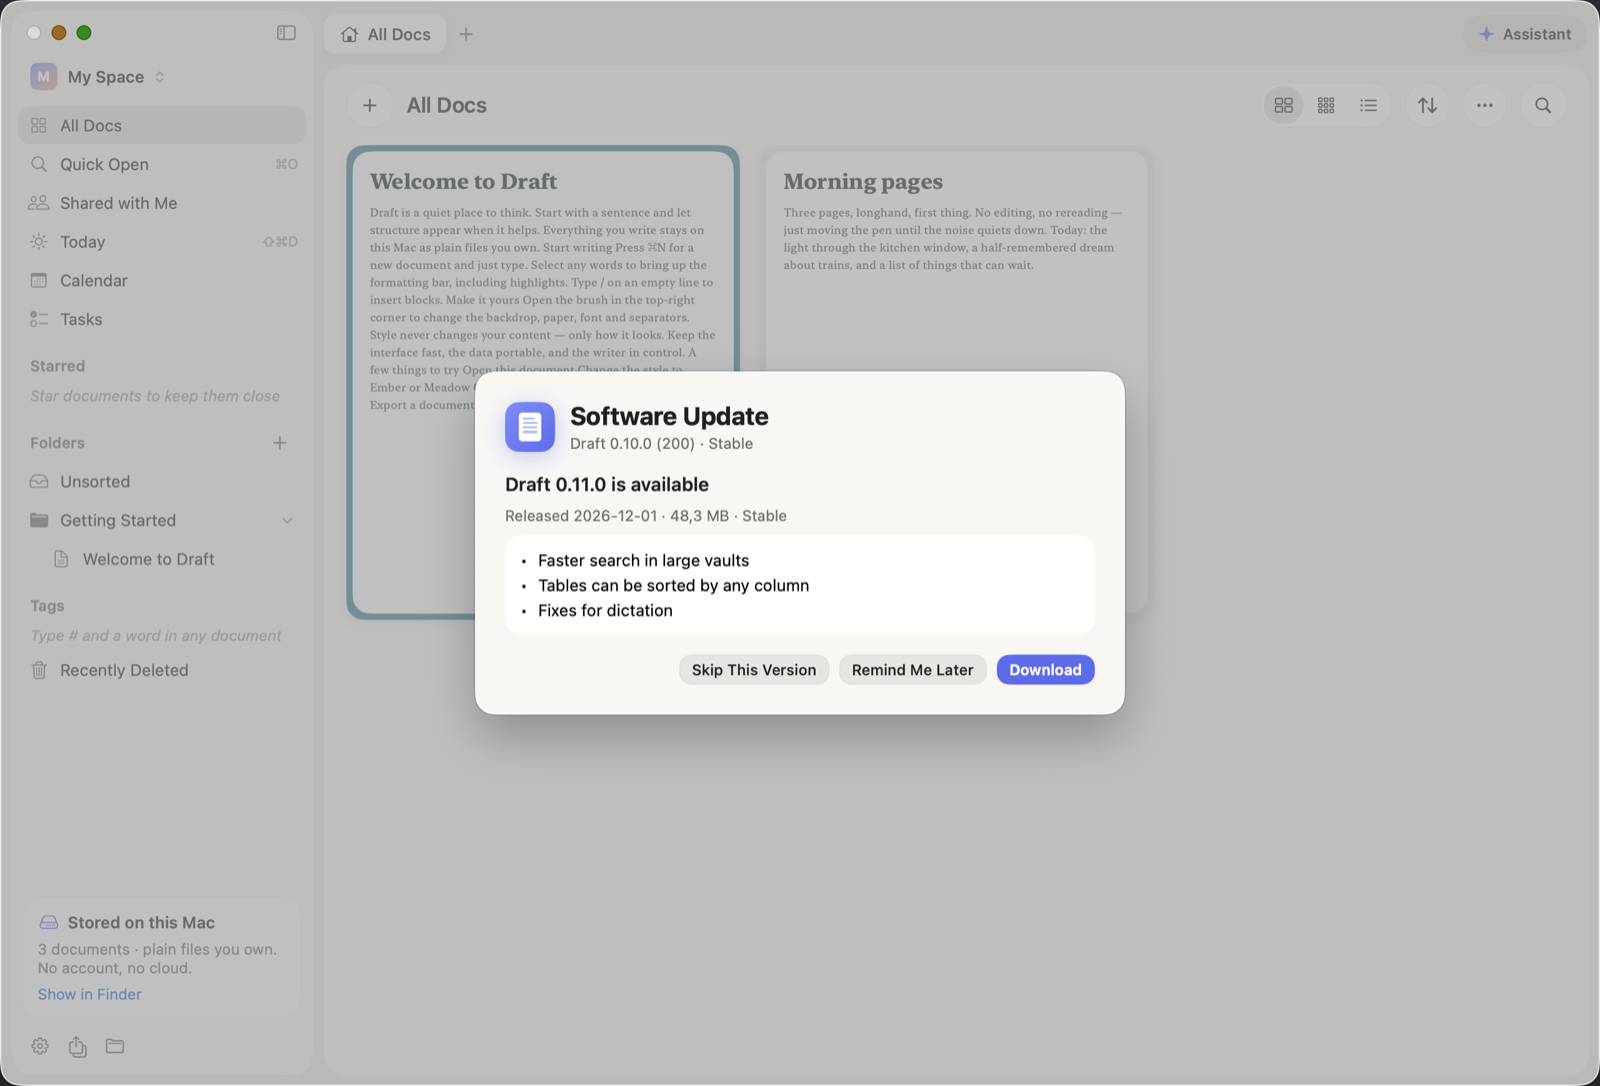 All Docs
Assistant
M My Space
All Docs
Quick Open ⌘O
Shared with Me
Today ⇧⌘D
Calendar
Tasks
Starred
Star documents to keep them close
Folders
Unsorted
Getting Started
Welcome to Draft
Tags
Type # and a word in any document
Recently Deleted
Stored on this Mac
3 documents · plain files you own.
No account, no cloud.
Show in Finder
All Docs
Welcome to Draft
Draft is a quiet place to think. Start with a sentence and let
structure appear when it helps. Everything you write stays on
this Mac as plain files you own. Start writing Press ⌘N for a
new document and just type. Select any words to bring up the
formatting bar, including highlights. Type / on an empty line to
insert blocks. Make it yours Open the brush in the top-right
corner to change the backdrop, paper, font and separators.
Style never changes your content — only how it looks. Keep the
interface fast, the data portable, and the writer in control. A
few things to try Open this document Change the style to
Ember or Meadow
Export a document
Morning pages
Three pages, longhand, first thing. No editing, no rereading —
just moving the pen until the noise quiets down. Today: the
light through the kitchen window, a half-remembered dream
about trains, and a list of things that can wait.
Software Update
Draft 0.10.0 (200) · Stable
Draft 0.11.0 is available
Released 2026-12-01 · 48,3 MB · Stable
• Faster search in large vaults
• Tables can be sorted by any column
• Fixes for dictation
Skip This Version
Remind Me Later
Download